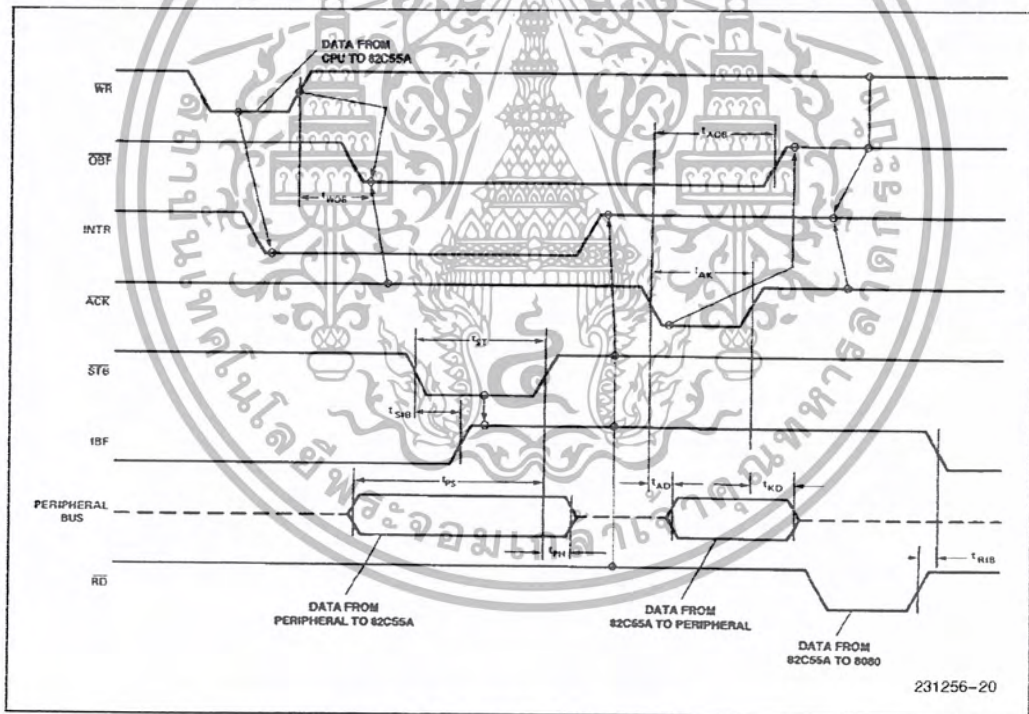 DATA FROM
CPU TO 82C55A
WR
tAOB
OBF
tWOB
INTR
tAK
ACK
tST
STB
tSIB
IBF
tPS
tAD
tKD
PERIPHERAL
BUS
tPH
tRIB
RD
DATA FROM
PERIPHERAL TO 82C55A
DATA FROM
82C55A TO PERIPHERAL
DATA FROM
82C55A TO 8080
231256-20